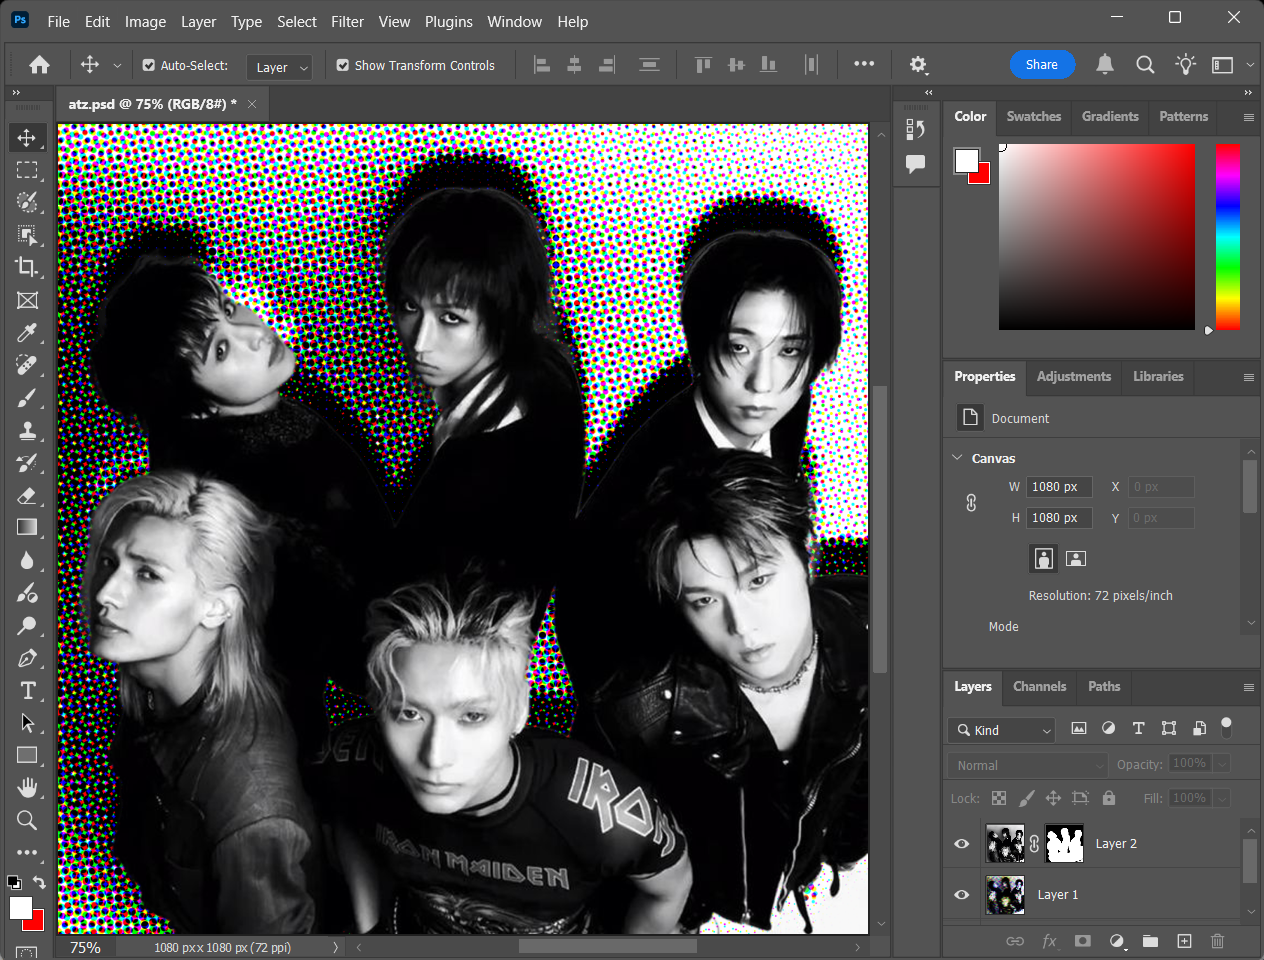 Ps File Edit Image Layer Type Select Filter View Plugins Window Help
Auto-Select: Layer Show Transform Controls Share
atz.psd @ 75% (RGB/8#) *
Color Swatches Gradients Patterns
Properties Adjustments Libraries
Document
Canvas
W 1080 px X 0 px
H 1080 px Y 0 px
Resolution: 72 pixels/inch
Mode
Layers Channels Paths
Kind
Normal Opacity: 100%
Lock: Fill: 100%
Layer 2
Layer 1
IRON
IRON MAIDEN
75% 1080 px x 1080 px (72 ppi)